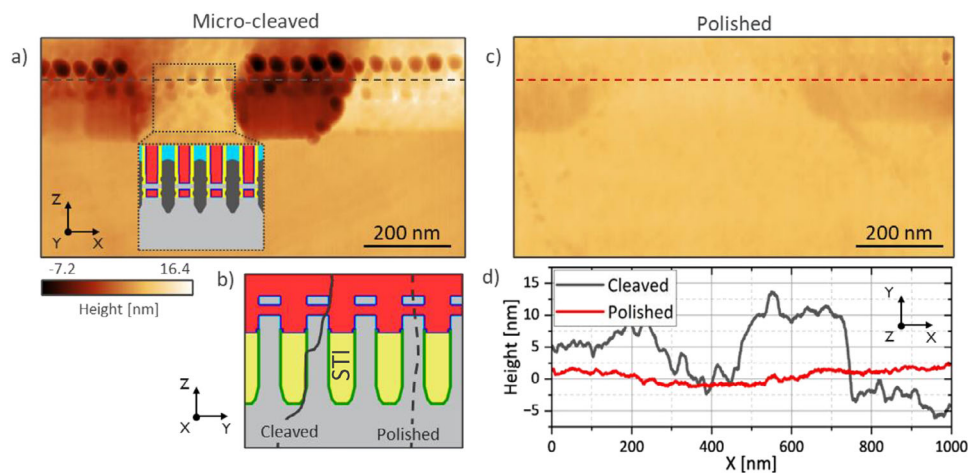 Micro-cleaved
Polished
a)
c)
Z
Y
X
200 nm
200 nm
-7.2
16.4
Height [nm]
b)
STI
Cleaved
Polished
Z
X
Y
d)
Cleaved
Polished
Y
Z
X
Height [nm]
15
10
5
0
-5
0
200
400
600
800
1000
X [nm]